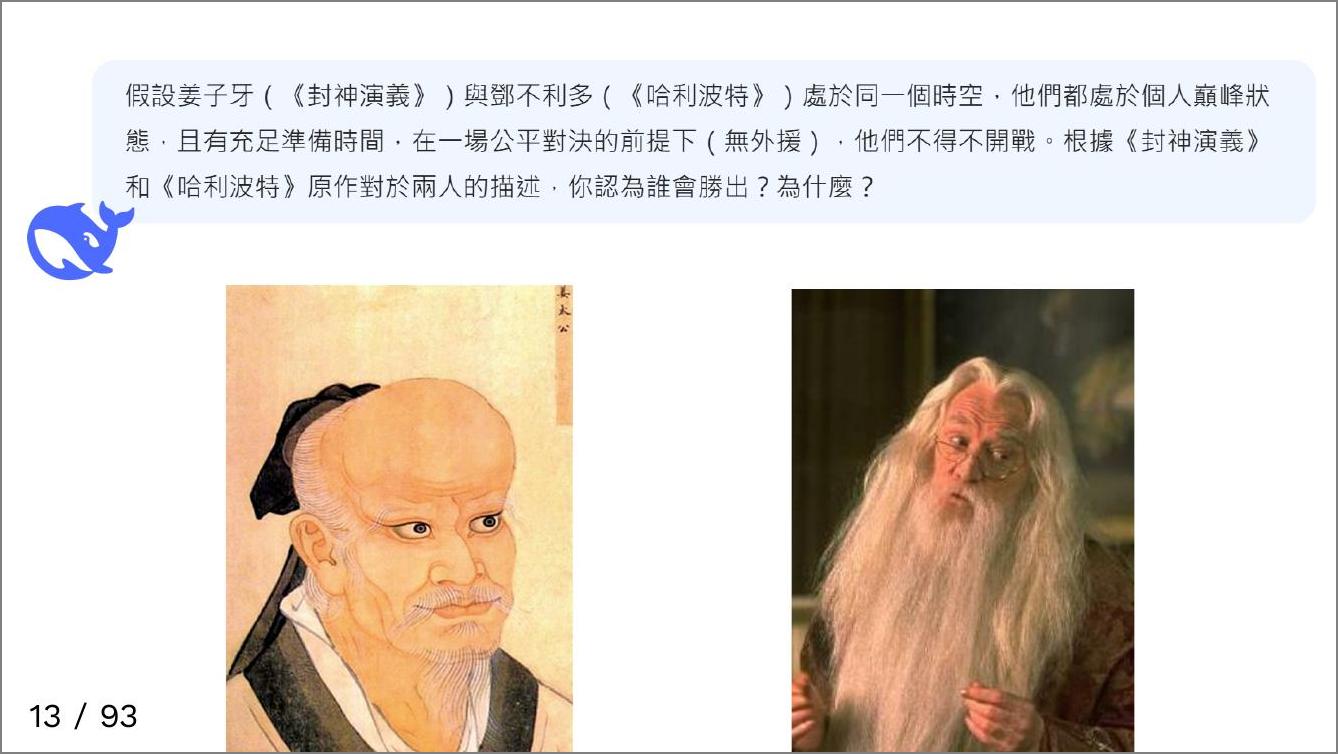 假設姜子牙(《封神演義》)與鄧不利多(《哈利波特》)處於同一個時空，他們都處於個人巔峰狀
態，且有充足準備時間，在一場公平對決的前提下(無外援)，他們不得不開戰。根據《封神演義》
和《哈利波特》原作對於兩人的描述，你認為誰會勝出？為什麼？
姜太公
13 / 93